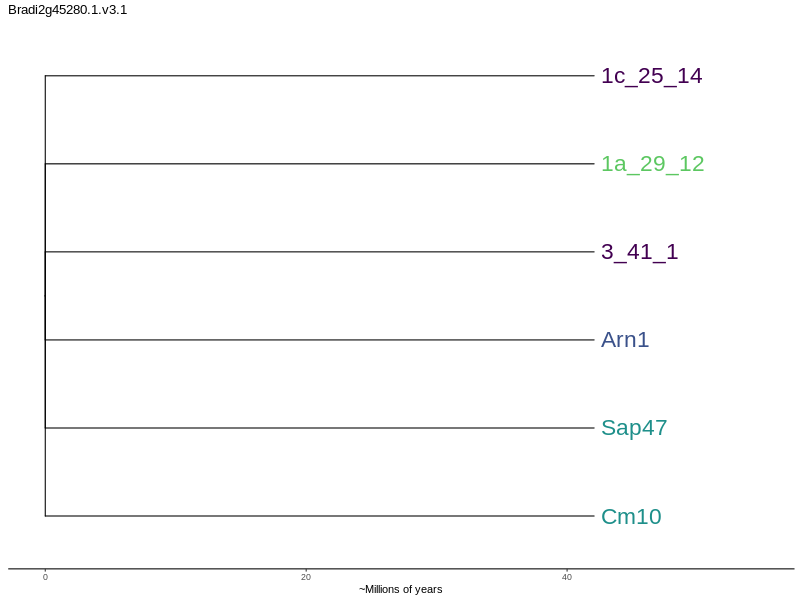 Bradi2g45280.1.v3.1
1c_25_14
1a_29_12
3_41_1
Arn1
Sap47
Cm10
0 20 40
~Millions of years